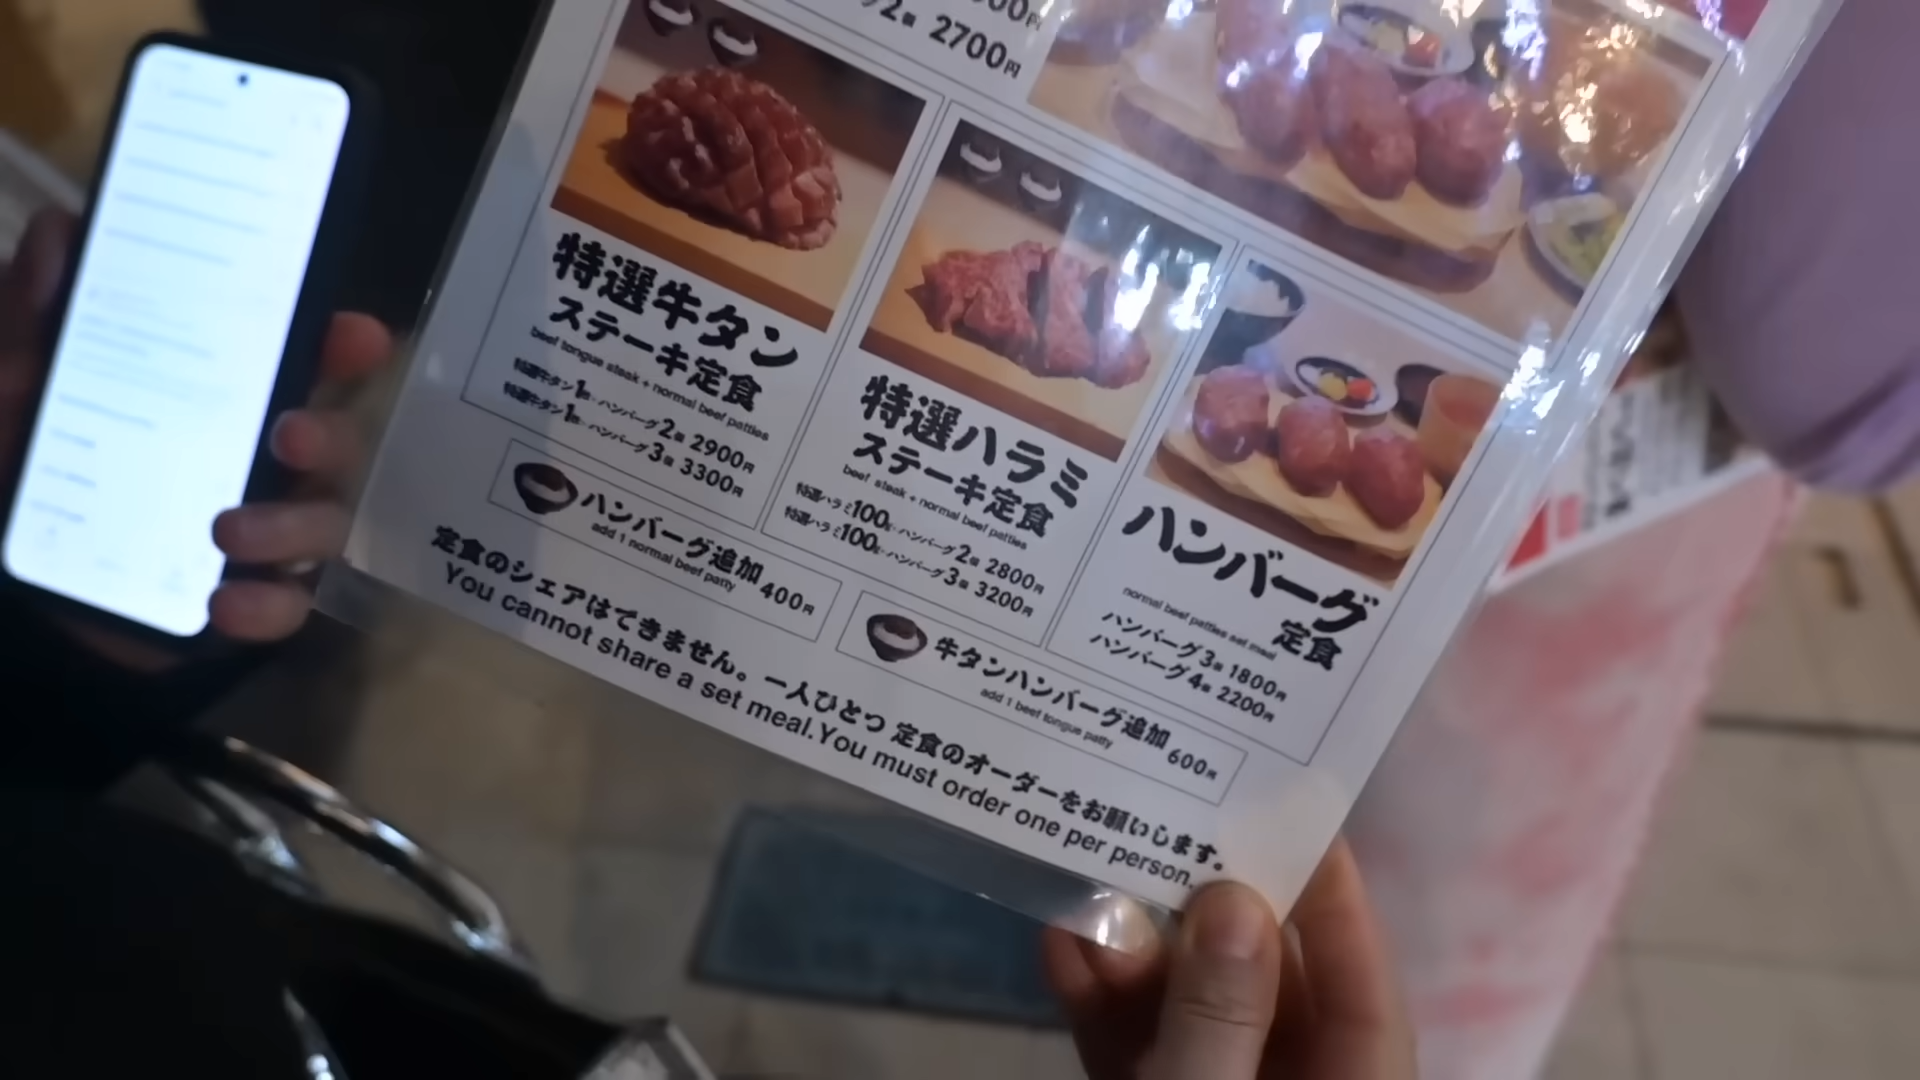 2700円
特選牛タン
ステーキ定食
beef tongue steak + normal beef patties
特選牛タン1個・ハンバーグ2個 2900円
特選牛タン1個・ハンバーグ3個 3300円
特選ハラミ
ステーキ定食
beef steak + normal beef patties
特選ハラミ100g・ハンバーグ2個 2800円
特選ハラミ100g・ハンバーグ3個 3200円
ハンバーグ
定食
normal beef patties set meal
ハンバーグ3個 1800円
ハンバーグ4個 2200円
ハンバーグ追加 400円
add 1 normal beef patty
牛タンハンバーグ追加 600円
add 1 beef tongue patty
定食のシェアはできません。一人ひとつ 定食のオーダーをお願いします。
You cannot share a set meal.You must order one per person.